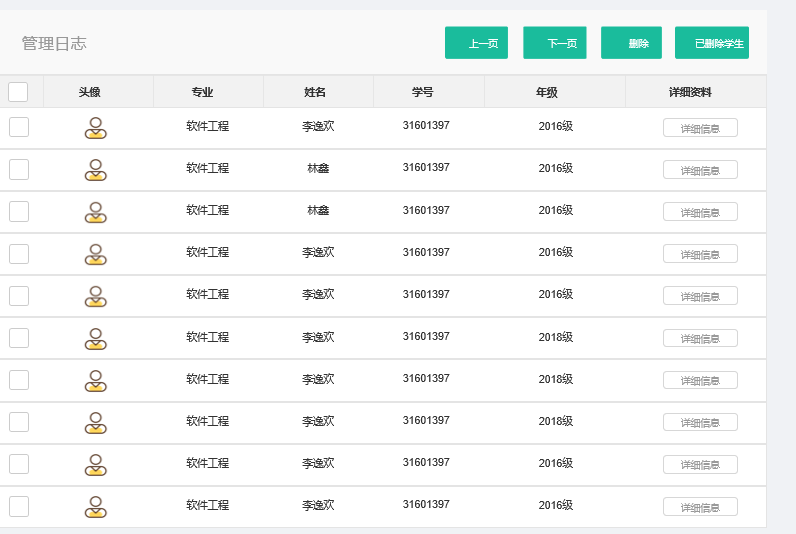 管理日志 上一页 下一页 删除 已删除学生
头像 专业 姓名 学号 年级 详细资料
软件工程 李逸欢 31601397 2016级 详细信息
软件工程 林鑫 31601397 2016级 详细信息
软件工程 林鑫 31601397 2016级 详细信息
软件工程 李逸欢 31601397 2016级 详细信息
软件工程 李逸欢 31601397 2016级 详细信息
软件工程 李逸欢 31601397 2018级 详细信息
软件工程 李逸欢 31601397 2018级 详细信息
软件工程 李逸欢 31601397 2018级 详细信息
软件工程 李逸欢 31601397 2016级 详细信息
软件工程 李逸欢 31601397 2016级 详细信息